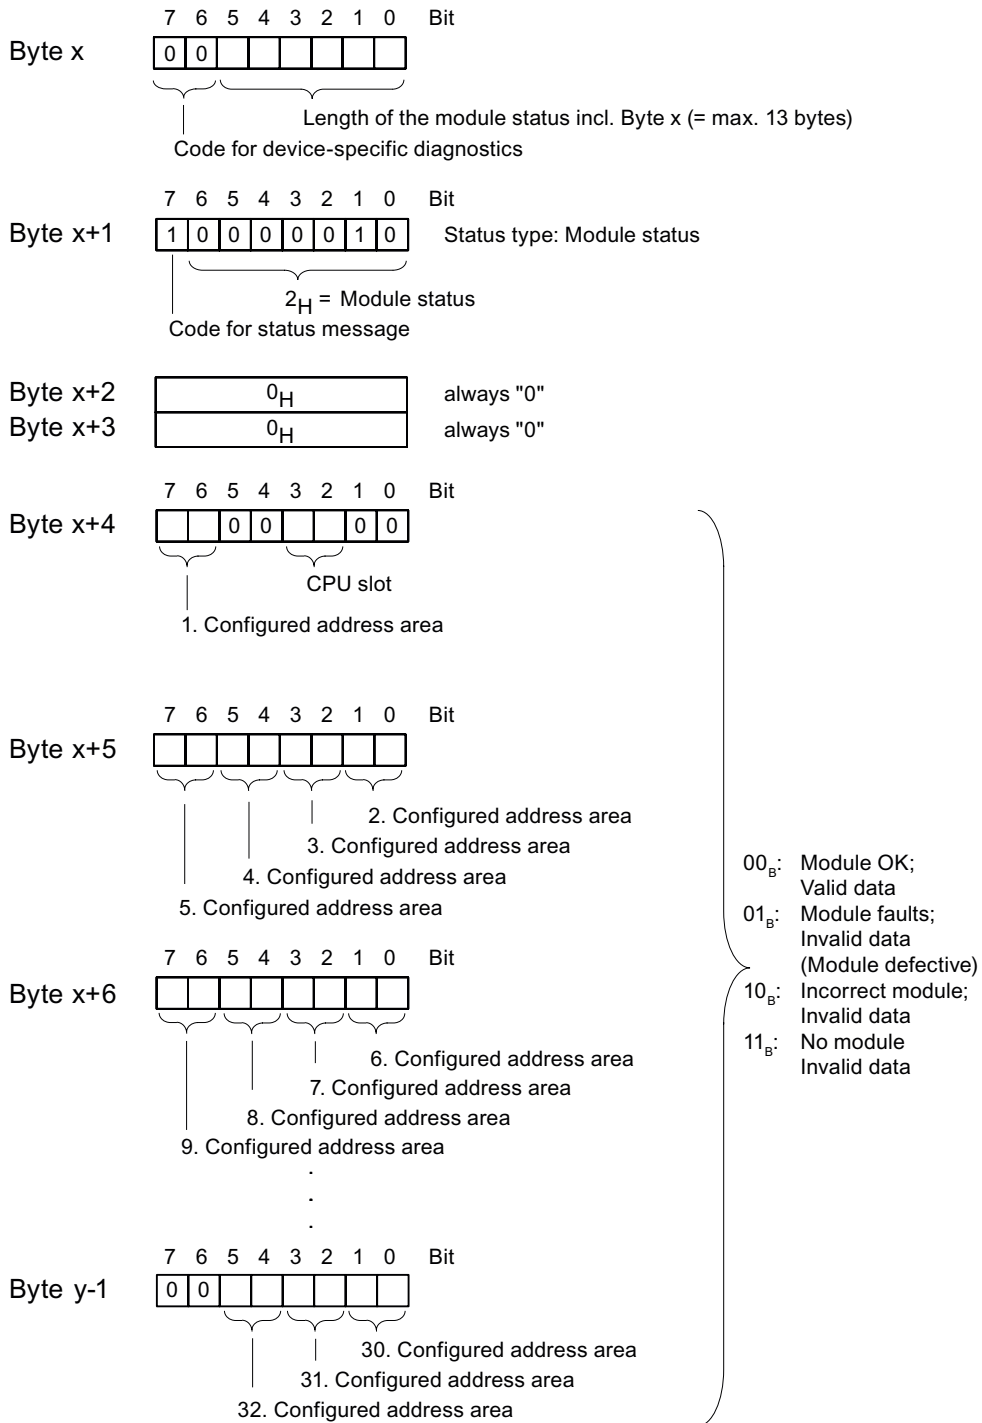 7 6 5 4 3 2 1 0 Bit
Byte x 0 0
Length of the module status incl. Byte x (= max. 13 bytes)
Code for device-specific diagnostics
7 6 5 4 3 2 1 0 Bit
Byte x+1 1 0 0 0 0 0 1 0 Status type: Module status
2H = Module status
Code for status message
Byte x+2 0H always "0"
Byte x+3 0H always "0"
7 6 5 4 3 2 1 0 Bit
Byte x+4 0 0 0 0
CPU slot
1. Configured address area
7 6 5 4 3 2 1 0 Bit
Byte x+5
2. Configured address area
3. Configured address area
4. Configured address area
5. Configured address area
7 6 5 4 3 2 1 0 Bit
Byte x+6
6. Configured address area
7. Configured address area
8. Configured address area
9. Configured address area
.
.
.
7 6 5 4 3 2 1 0 Bit
Byte y-1 0 0
30. Configured address area
31. Configured address area
32. Configured address area
00B: Module OK;
Valid data
01B: Module faults;
Invalid data
(Module defective)
10B: Incorrect module;
Invalid data
11B: No module
Invalid data